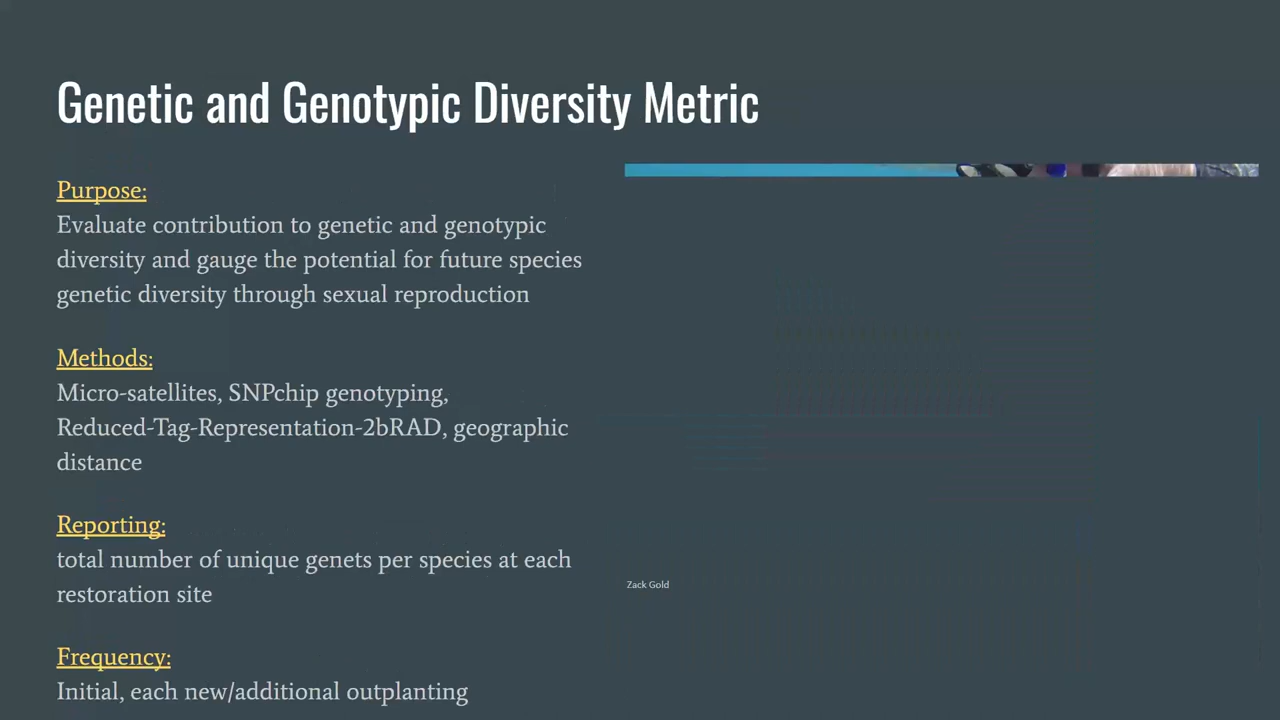 Genetic and Genotypic Diversity Metric
Purpose:
Evaluate contribution to genetic and genotypic
diversity and gauge the potential for future species
genetic diversity through sexual reproduction
Methods:
Micro-satellites, SNPchip genotyping,
Reduced-Tag-Representation-2bRAD, geographic
distance
Reporting:
total number of unique genets per species at each
restoration site
Frequency:
Initial, each new/additional outplanting
Zack Gold